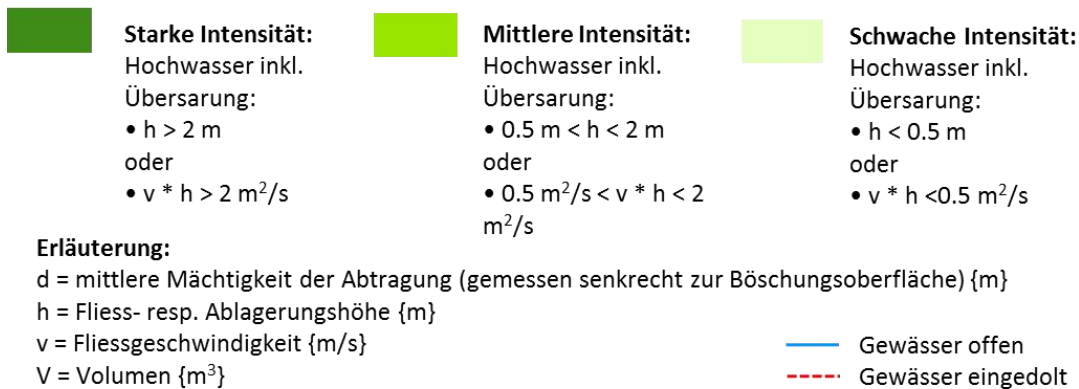 Starke Intensität:
Hochwasser inkl.
Übersarung:
• h > 2 m
oder
• v * h > 2 m²/s
Mittlere Intensität:
Hochwasser inkl.
Übersarung:
• 0.5 m < h < 2 m
oder
• 0.5 m²/s < v * h < 2
m²/s
Schwache Intensität:
Hochwasser inkl.
Übersarung:
• h < 0.5 m
oder
• v * h <0.5 m²/s
Erläuterung:
d = mittlere Mächtigkeit der Abtragung (gemessen senkrecht zur Böschungsoberfläche) {m}
h = Fliess- resp. Ablagerungshöhe {m}
v = Fliessgeschwindigkeit {m/s}
V = Volumen {m³}
Gewässer offen
Gewässer eingedolt